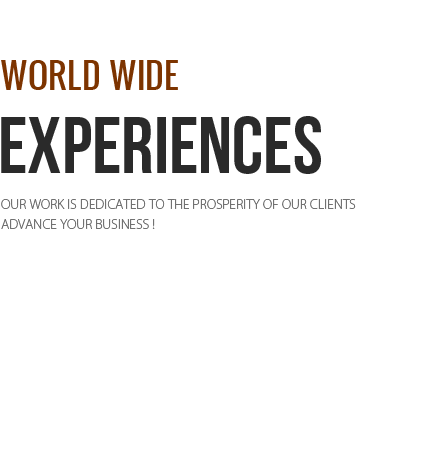 WORLD WIDE
EXPERIENCES
OUR WORK IS DEDICATED TO THE PROSPERITY OF OUR CLIENTS
ADVANCE YOUR BUSINESS !